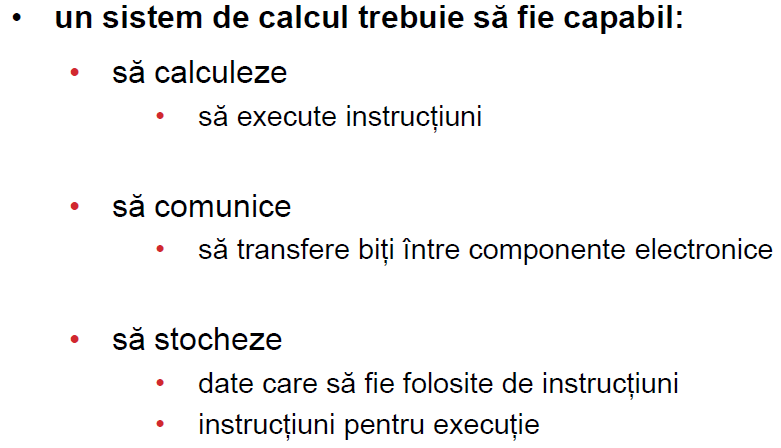 • un sistem de calcul trebuie să fie capabil:
• să calculeze
• să execute instrucțiuni
• să comunice
• să transfere biți între componente electronice
• să stocheze
• date care să fie folosite de instrucțiuni
• instrucțiuni pentru execuție